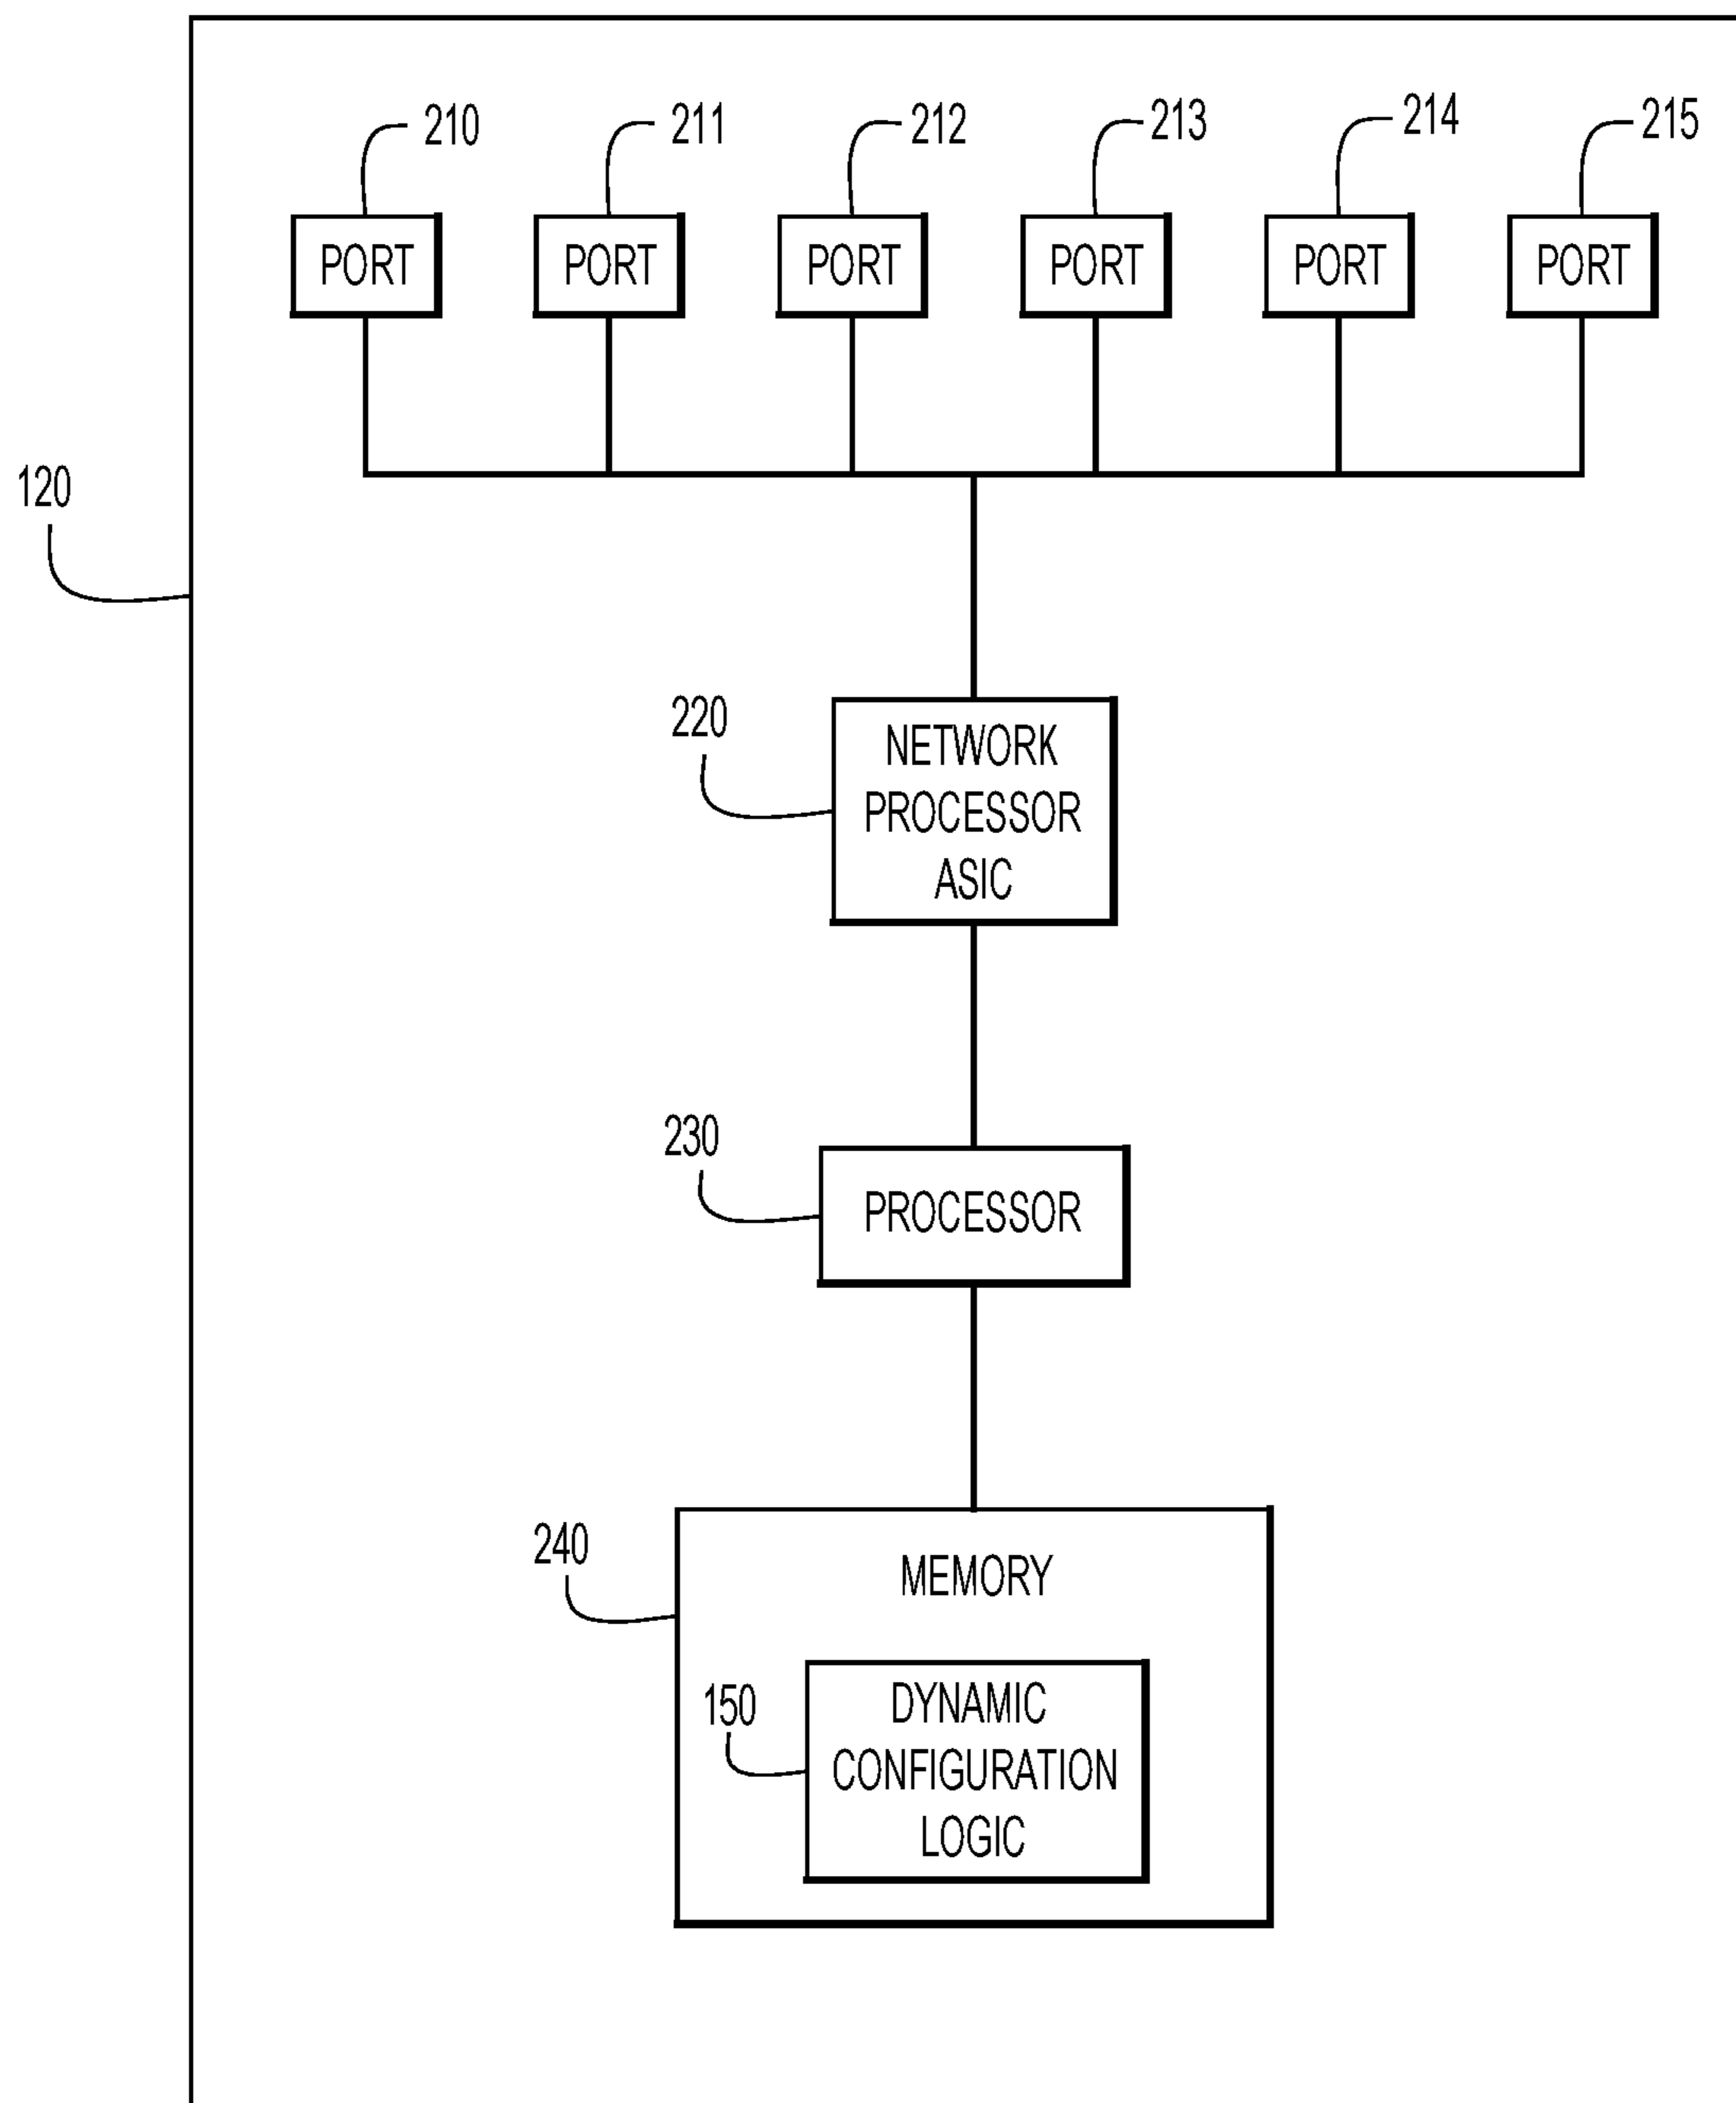 210
211
212
213
214
215
PORT
PORT
PORT
PORT
PORT
PORT
120
220
NETWORK
PROCESSOR
ASIC
230
PROCESSOR
240
MEMORY
150
DYNAMIC
CONFIGURATION
LOGIC